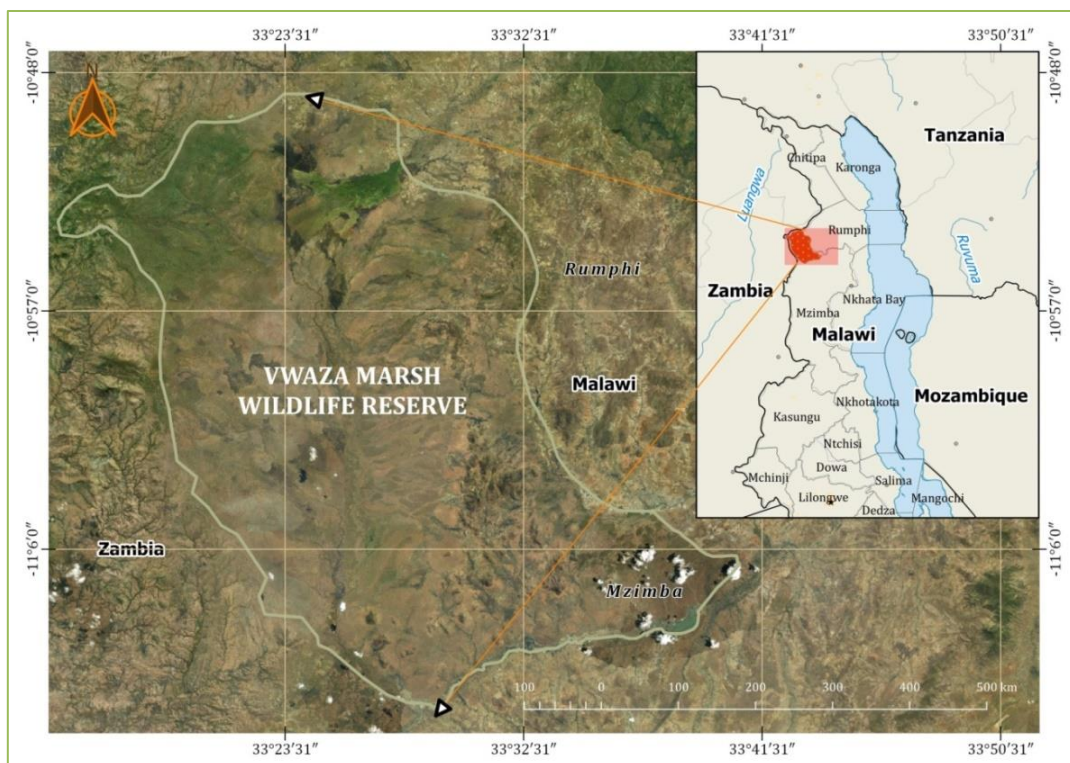 33°23'31″ 33°32'31″ 33°41'31″ 33°50'31″
N
-10°48'0″ -10°48'0″
Tanzania
Chitipa
Karonga
Luangwa
Rumphi
Ruvuma
Rumphi
Zambia
Nkhata Bay
-10°57'0″ -10°57'0″
Mzimba
Malawi
VWAZA MARSH
WILDLIFE RESERVE
Malawi
Mozambique
Nkhotakota
Kasungu
Ntchisi
Dowa
Mchinji
Salima
Lilongwe
Mangochi
Dedza
Zambia
-11°6'0″ -11°6'0″
Mzimba
100 0 100 200 300 400 500 km
33°23'31″ 33°32'31″ 33°41'31″ 33°50'31″